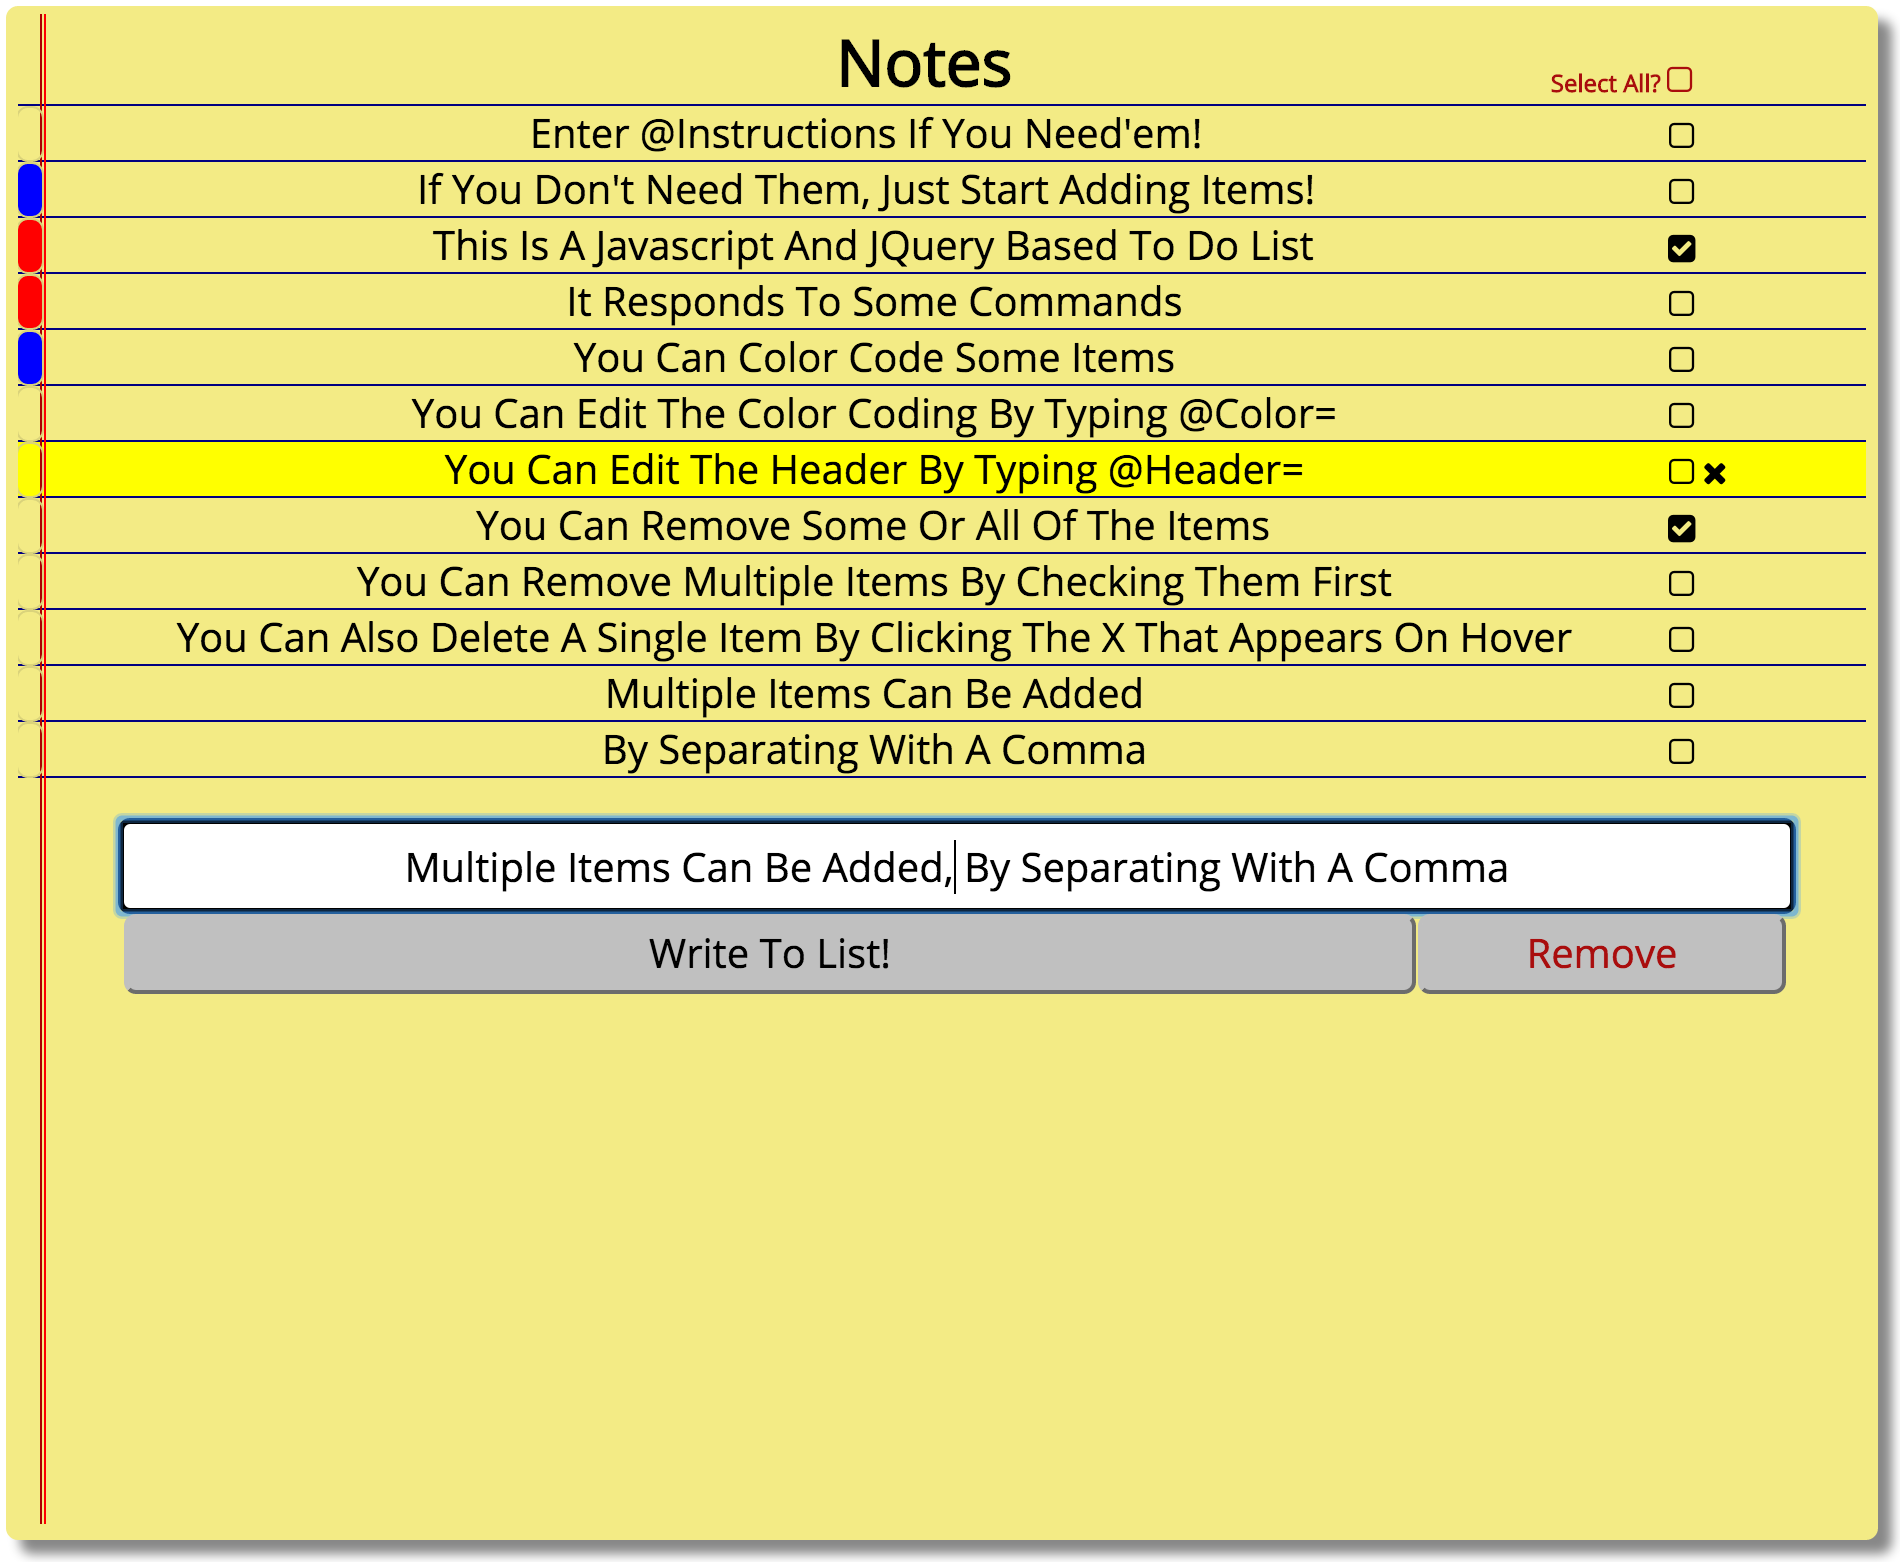 Notes
Select All?
Enter @Instructions If You Need'em!
If You Don't Need Them, Just Start Adding Items!
This Is A Javascript And JQuery Based To Do List
It Responds To Some Commands
You Can Color Code Some Items
You Can Edit The Color Coding By Typing @Color=
You Can Edit The Header By Typing @Header=
You Can Remove Some Or All Of The Items
You Can Remove Multiple Items By Checking Them First
You Can Also Delete A Single Item By Clicking The X That Appears On Hover
Multiple Items Can Be Added
By Separating With A Comma
Multiple Items Can Be Added, By Separating With A Comma
Write To List!
Remove